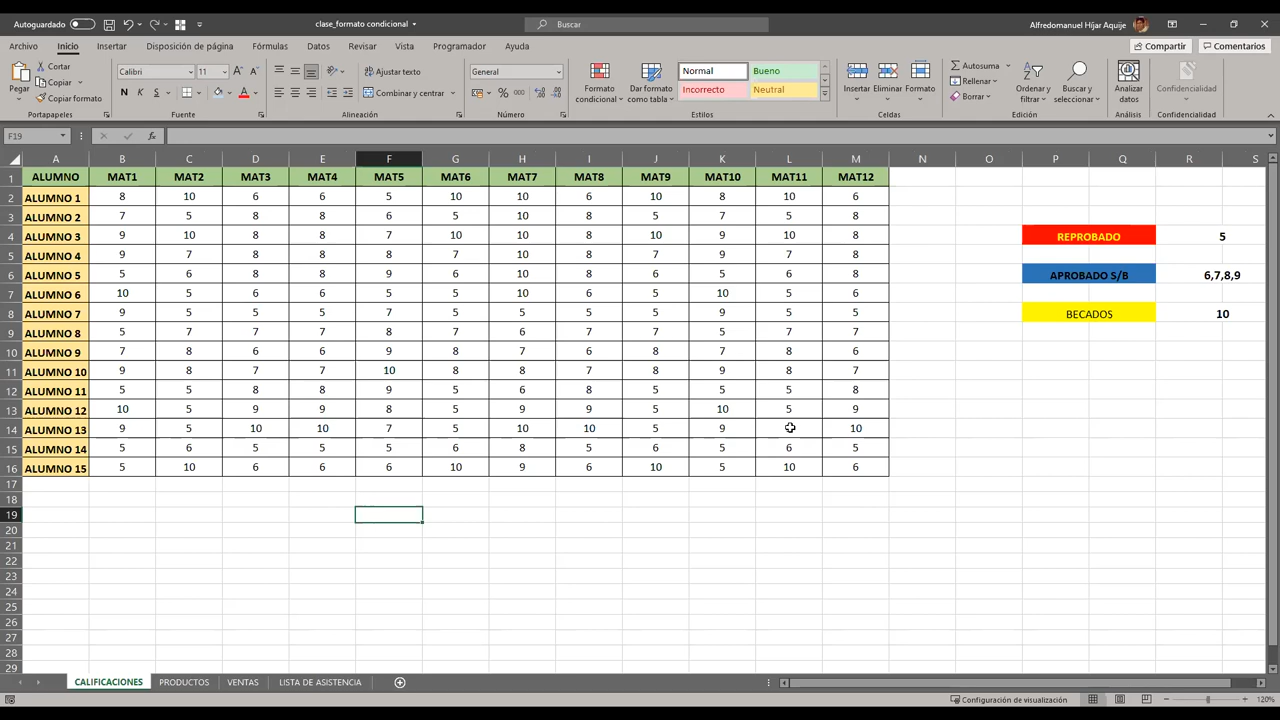 Autoguardado
clase_formato condicional
Buscar
Alfredomanuel Híjar Aquije
Archivo Inicio Insertar Disposición de página Fórmulas Datos Revisar Vista Programador Ayuda
Compartir Comentarios
Pegar
Cortar
Copiar
Copiar formato
Portapapeles
Calibri 11
N K S
Fuente
Ajustar texto
Combinar y centrar
Alineación
General
Número
Formato condicional
Dar formato como tabla
Normal Bueno
Incorrecto Neutral
Estilos
Insertar Eliminar Formato
Celdas
Autosuma
Rellenar
Borrar
Ordenar y filtrar
Buscar y seleccionar
Edición
Analizar datos
Análisis
Confidencialidad
Confidencialidad
F19 fx
A B C D E F G H I J K L M N O P Q R S
1 ALUMNO MAT1 MAT2 MAT3 MAT4 MAT5 MAT6 MAT7 MAT8 MAT9 MAT10 MAT11 MAT12
2 ALUMNO 1 8 10 6 6 5 10 10 6 10 8 10 6
3 ALUMNO 2 7 5 8 8 6 5 10 8 5 7 5 8
4 ALUMNO 3 9 10 8 8 7 10 10 8 10 9 10 8 REPROBADO 5
5 ALUMNO 4 9 7 8 8 8 7 10 8 7 9 7 8
6 ALUMNO 5 5 6 8 8 9 6 10 8 6 5 6 8 APROBADO S/B 6,7,8,9
7 ALUMNO 6 10 5 6 6 5 5 10 6 5 10 5 6
8 ALUMNO 7 9 5 5 5 7 5 5 5 5 9 5 5 BECADOS 10
9 ALUMNO 8 5 7 7 7 8 7 6 7 7 5 7 7
10 ALUMNO 9 7 8 6 6 9 8 9 6 8 7 8 6
11 ALUMNO 10 9 8 7 7 10 8 8 7 8 9 8 7
12 ALUMNO 11 5 5 8 8 9 5 6 8 5 5 5 8
13 ALUMNO 12 10 5 9 9 8 5 9 9 5 10 5 9
14 ALUMNO 13 9 5 10 10 7 5 10 10 5 9 10
15 ALUMNO 14 5 6 5 5 5 6 8 5 6 5 6 5
16 ALUMNO 15 5 10 6 6 6 10 9 6 10 5 10 6
17
18
19
20
21
22
23
24
25
26
27
28
29
CALIFICACIONES PRODUCTOS VENTAS LISTA DE ASISTENCIA
Configuración de visualización 120%